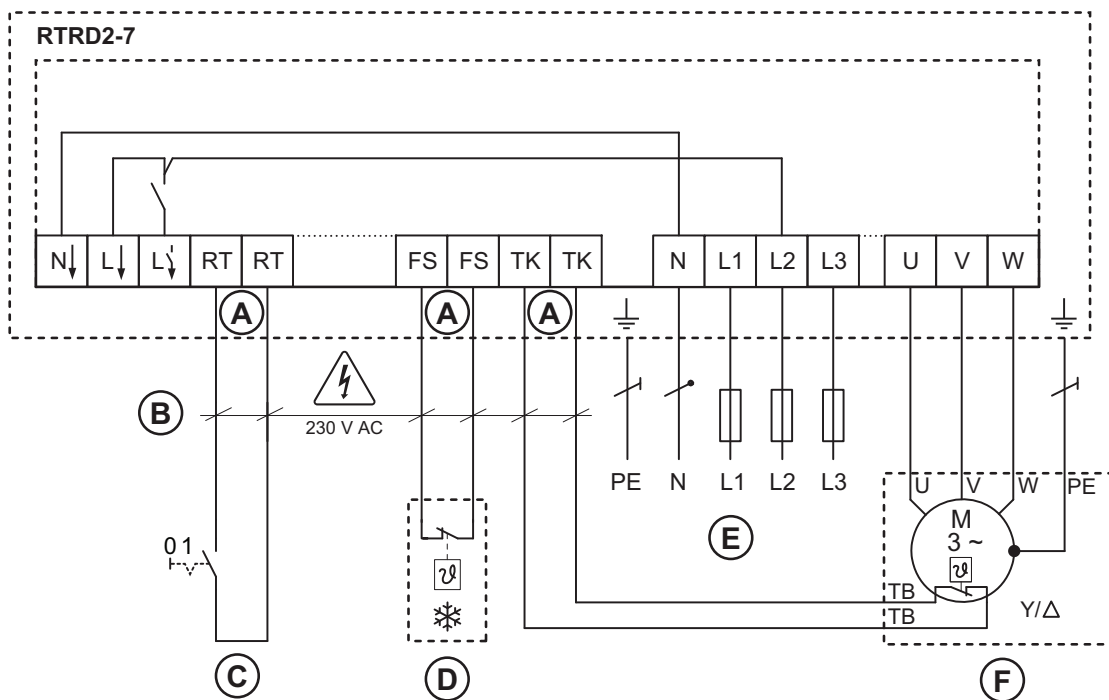 RTRD2-7
N L L RT RT FS FS TK TK N L1 L2 L3 U V W
A A A
B
230 V AC
PE N L1 L2 L3 U V W PE
E
M
3 ~
ϑ
0 1
ϑ
TB
TB
Y/△
C D F